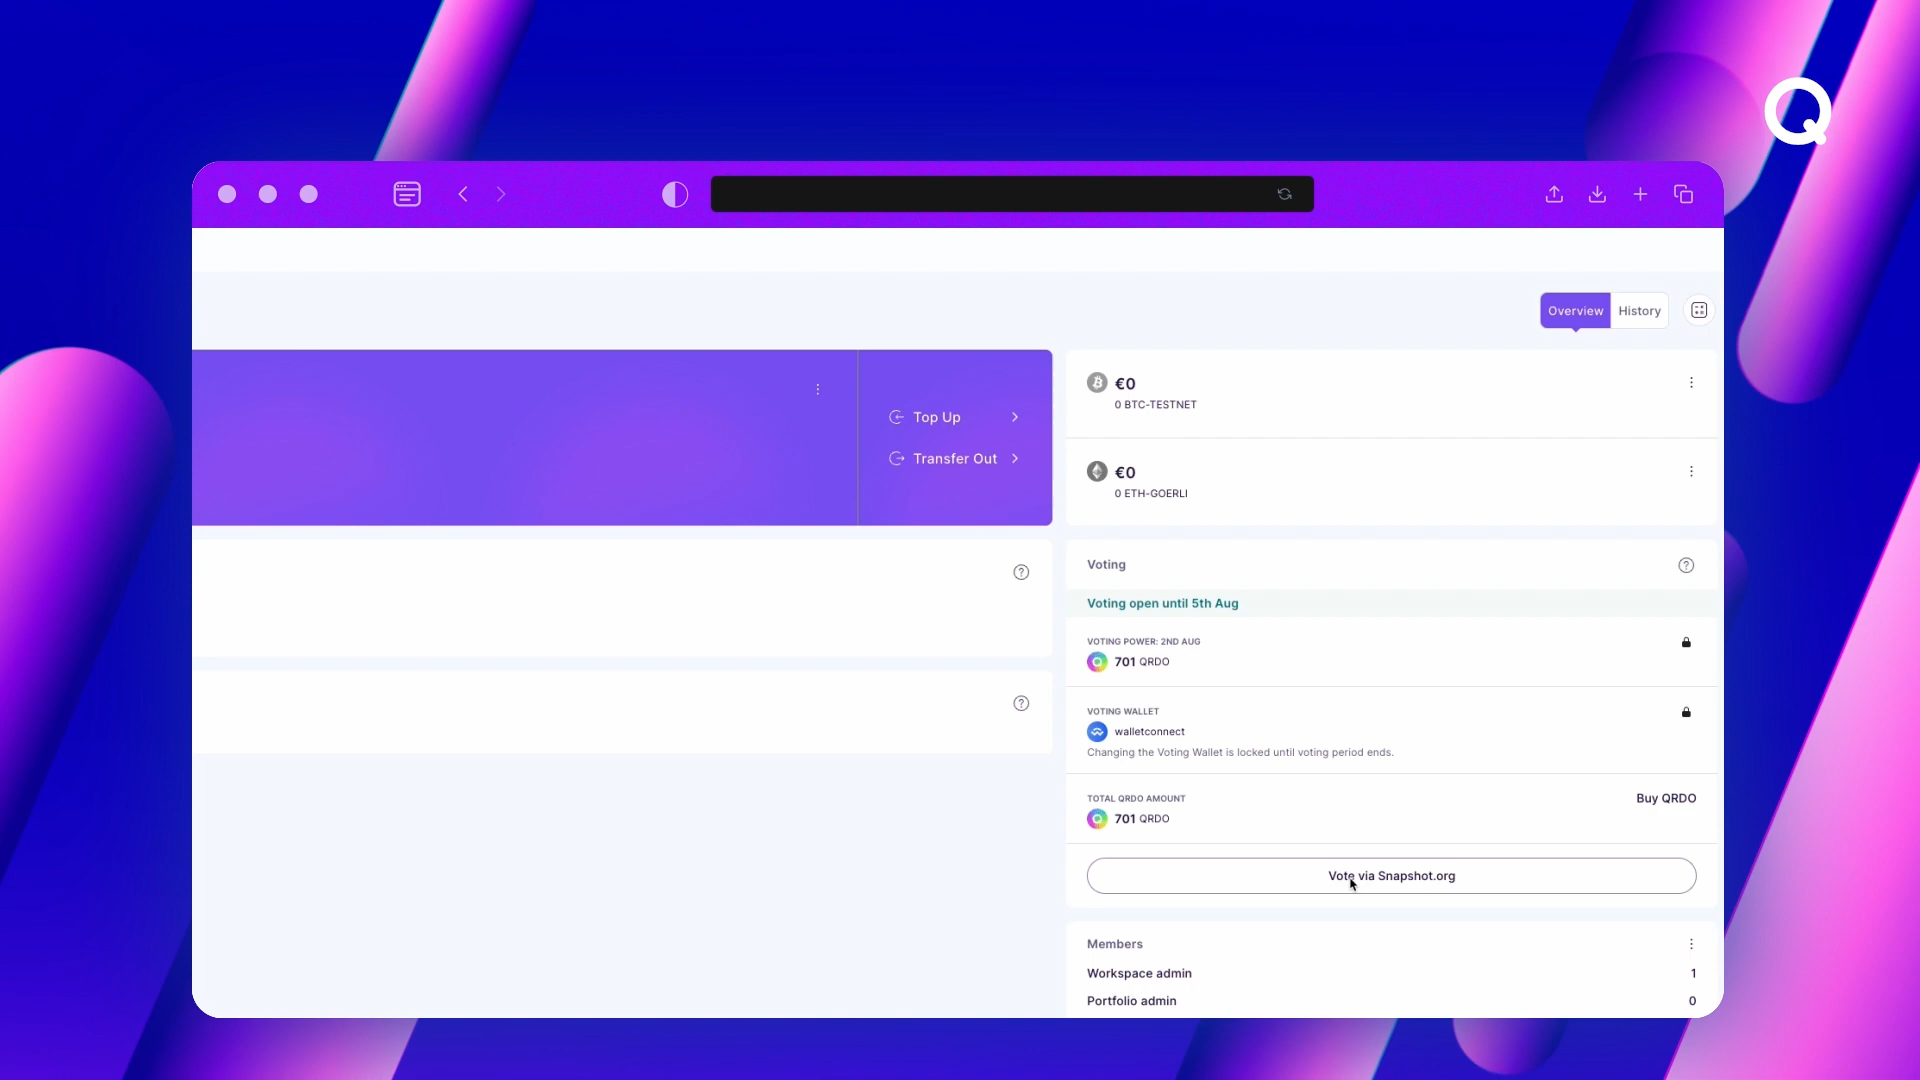 Overview
History
Top Up
Transfer Out
€0
0 BTC-TESTNET
€0
0 ETH-GOERLI
Voting
Voting open until 5th Aug
VOTING POWER: 2ND AUG
701 QRDO
VOTING WALLET
walletconnect
Changing the Voting Wallet is locked until voting period ends.
TOTAL QRDO AMOUNT
Buy QRDO
701 QRDO
Vote via Snapshot.org
Members
Workspace admin 1
Portfolio admin 0